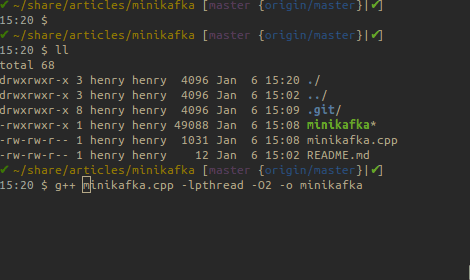 ✔ ~/share/articles/minikafka [master {origin/master}|✔]
15:20 $
✔ ~/share/articles/minikafka [master {origin/master}|✔]
15:20 $ ll
total 68
drwxrwxr-x 3 henry henry  4096 Jan  6 15:20 ./
drwxrwxr-x 3 henry henry  4096 Jan  6 15:02 ../
drwxrwxr-x 8 henry henry  4096 Jan  6 15:09 .git/
-rwxrwxr-x 1 henry henry 49088 Jan  6 15:08 minikafka*
-rw-rw-r-- 1 henry henry  1031 Jan  6 15:08 minikafka.cpp
-rw-rw-r-- 1 henry henry    12 Jan  6 15:02 README.md
✔ ~/share/articles/minikafka [master {origin/master}|✔]
15:20 $ g++ minikafka.cpp -lpthread -O2 -o minikafka